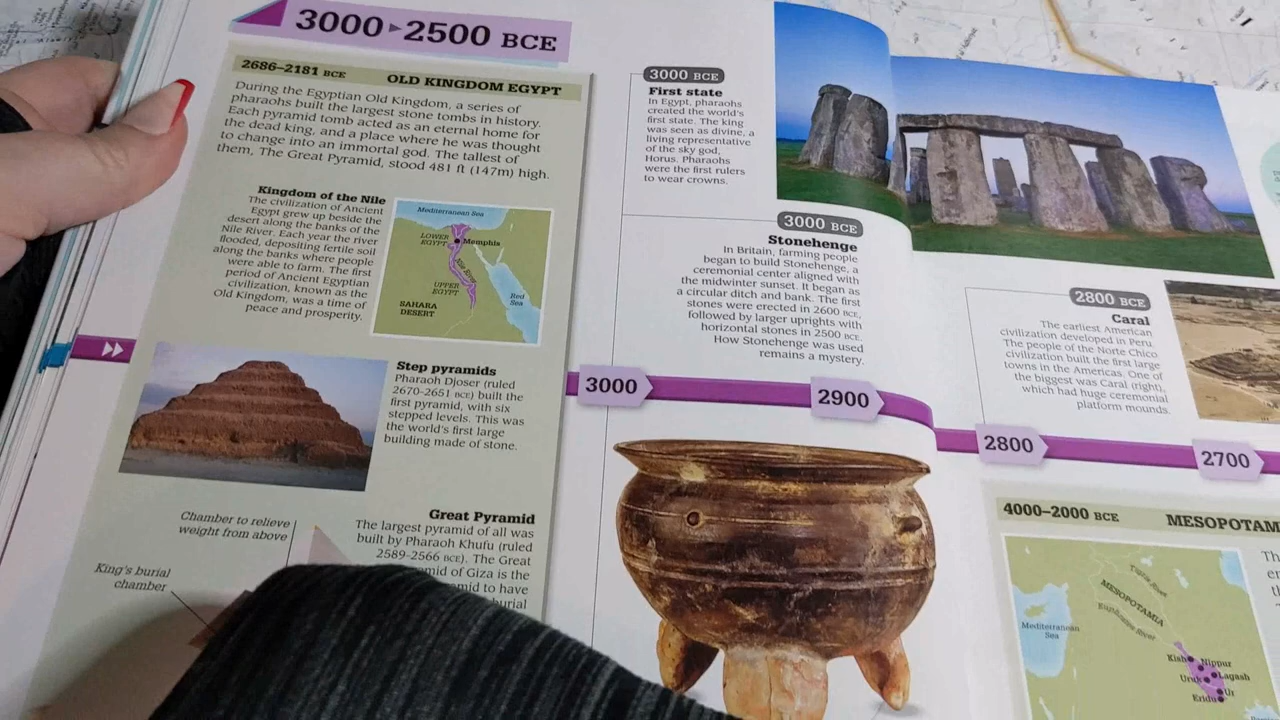 3000 ▸ 2500 BCE
2686–2181 BCE OLD KINGDOM EGYPT
During the Egyptian Old Kingdom, a series of
pharaohs built the largest stone tombs in history.
Each pyramid tomb acted as an eternal home for
the dead king, and a place where he was thought
to change into an immortal god. The tallest of
them, The Great Pyramid, stood 481 ft (147m) high.
Kingdom of the Nile
The civilization of Ancient
Egypt grew up beside the
desert along the banks of the
Nile River. Each year the river
flooded, depositing fertile soil
along the banks where people
were able to farm. The first
period of Ancient Egyptian
civilization, known as the
Old Kingdom, was a time of
peace and prosperity.
Mediterranean Sea
LOWER
EGYPT
Memphis
Nile River
UPPER
EGYPT
Red
Sea
SAHARA
DESERT
Step pyramids
Pharaoh Djoser (ruled
2670–2651 BCE) built the
first pyramid, with six
stepped levels. This was
the world's first large
building made of stone.
Great Pyramid
The largest pyramid of all was
built by Pharaoh Khufu (ruled
2589–2566 BCE). The Great
amid of Giza is the
amid to have
burial
Chamber to relieve
weight from above
King's burial
chamber
3000 BCE
First state
In Egypt, pharaohs
created the world's
first state. The king
was seen as divine, a
living representative
of the sky god,
Horus. Pharaohs
were the first rulers
to wear crowns.
3000 BCE
Stonehenge
In Britain, farming people
began to build Stonehenge, a
ceremonial center aligned with
the midwinter sunset. It began as
a circular ditch and bank. The first
stones were erected in 2600 BCE,
followed by larger uprights with
horizontal stones in 2500 BCE.
How Stonehenge was used
remains a mystery.
2800 BCE
Caral
The earliest American
civilization developed in Peru.
The people of the Norte Chico
civilization built the first large
towns in the Americas. One of
the biggest was Caral (right),
which had huge ceremonial
platform mounds.
3000
2900
2800
2700
4000–2000 BCE MESOPOTAM
Tigris River
MESOPOTAMIA
Euphrates River
Mediterranean
Sea
Kish
Nippur
Uruk
Lagash
Ur
Eridu
Th